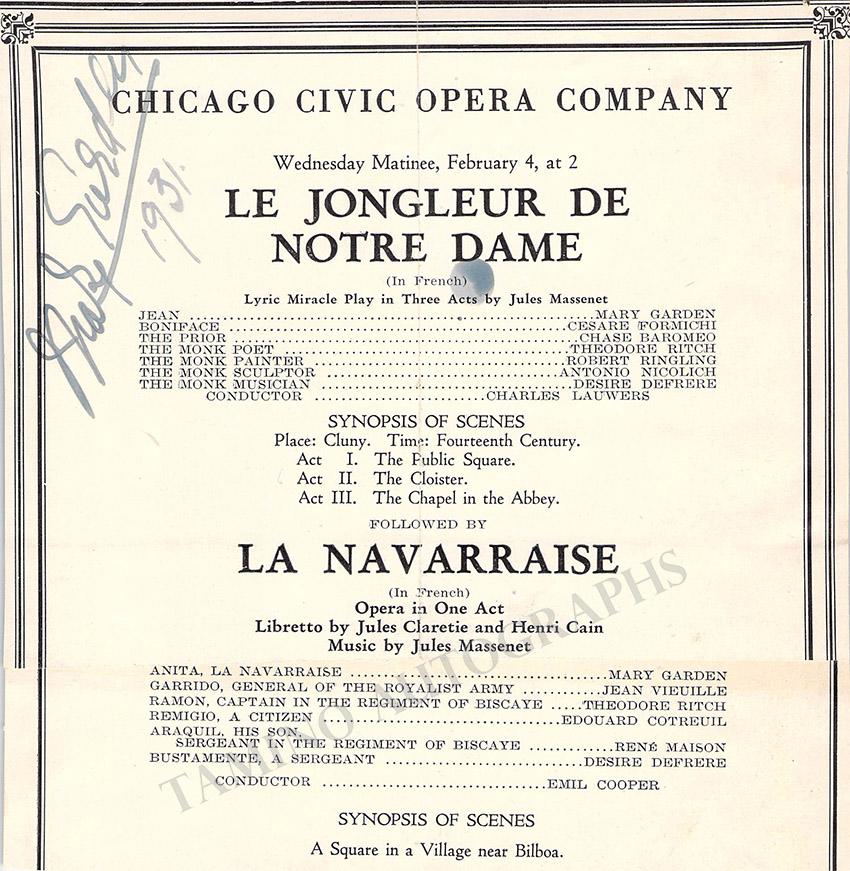 CHICAGO CIVIC OPERA COMPANY
Mary Garden
1931.
Wednesday Matinee, February 4, at 2
LE JONGLEUR DE
NOTRE DAME
(In French)
Lyric Miracle Play in Three Acts by Jules Massenet
JEAN ........................................................ MARY GARDEN
BONIFACE ................................................ CESARE FORMICHI
THE PRIOR ................................................ CHASE BAROMEO
THE MONK POET ........................................ THEODORE RITCH
THE MONK PAINTER .................................... ROBERT RINGLING
THE MONK SCULPTOR ................................ ANTONIO NICOLICH
THE MONK MUSICIAN ................................ DESIRE DEFRERE
CONDUCTOR ........................ CHARLES LAUWERS
SYNOPSIS OF SCENES
Place: Cluny. Time: Fourteenth Century.
Act I. The Public Square.
Act II. The Cloister.
Act III. The Chapel in the Abbey.
FOLLOWED BY
LA NAVARRAISE
(In French)
Opera in One Act
Libretto by Jules Claretie and Henri Cain
Music by Jules Massenet
ANITA, LA NAVARRAISE .................................... MARY GARDEN
GARRIDO, GENERAL OF THE ROYALIST ARMY ............ JEAN VIEUILLE
RAMON, CAPTAIN IN THE REGIMENT OF BISCAYE ..... THEODORE RITCH
REMIGIO, A CITIZEN ................................ EDOUARD COTREUIL
ARAQUIL, HIS SON,
SERGEANT IN THE REGIMENT OF BISCAYE ............ RENÉ MAISON
BUSTAMENTE, A SERGEANT ............................ DESIRE DEFRERE
CONDUCTOR ................................ EMIL COOPER
SYNOPSIS OF SCENES
A Square in a Village near Bilboa.
TAMINO AUTOGRAPHS